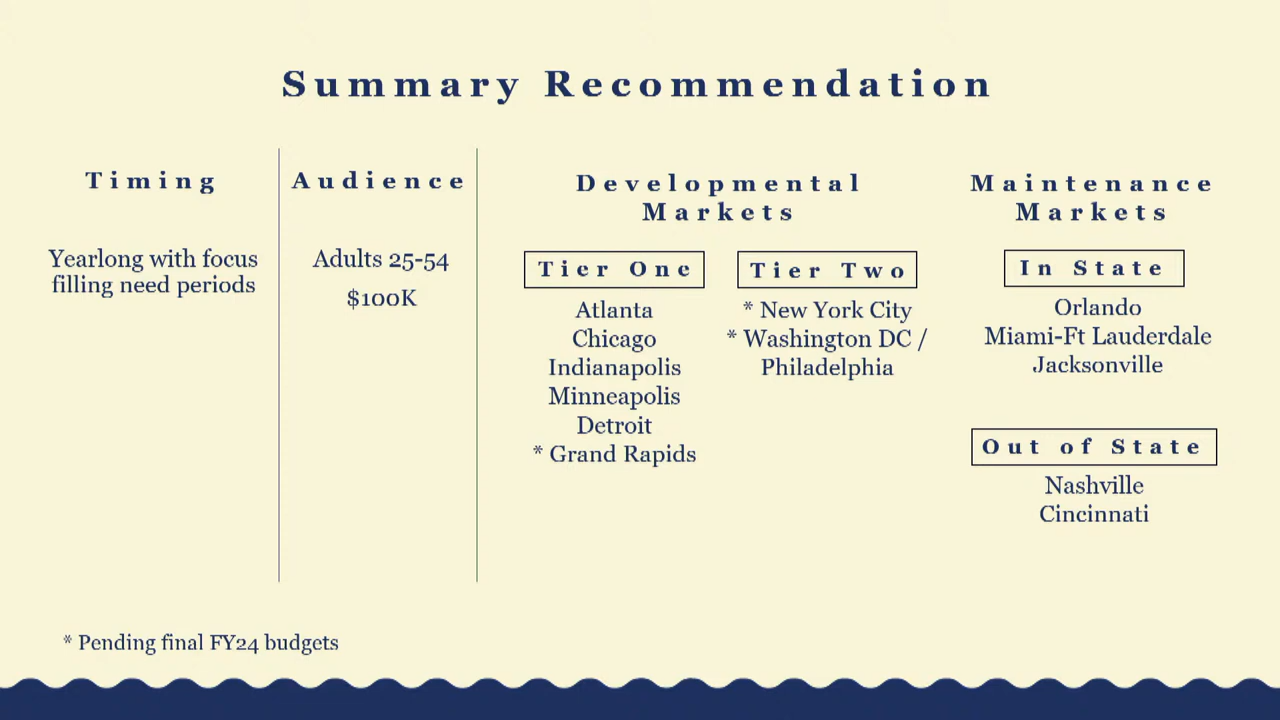 Summary Recommendation
Timing
Yearlong with focus
filling need periods
Audience
Adults 25-54
$100K
Developmental
Markets
Tier One
Atlanta
Chicago
Indianapolis
Minneapolis
Detroit
* Grand Rapids
Tier Two
* New York City
* Washington DC /
Philadelphia
Maintenance
Markets
In State
Orlando
Miami-Ft Lauderdale
Jacksonville
Out of State
Nashville
Cincinnati
* Pending final FY24 budgets